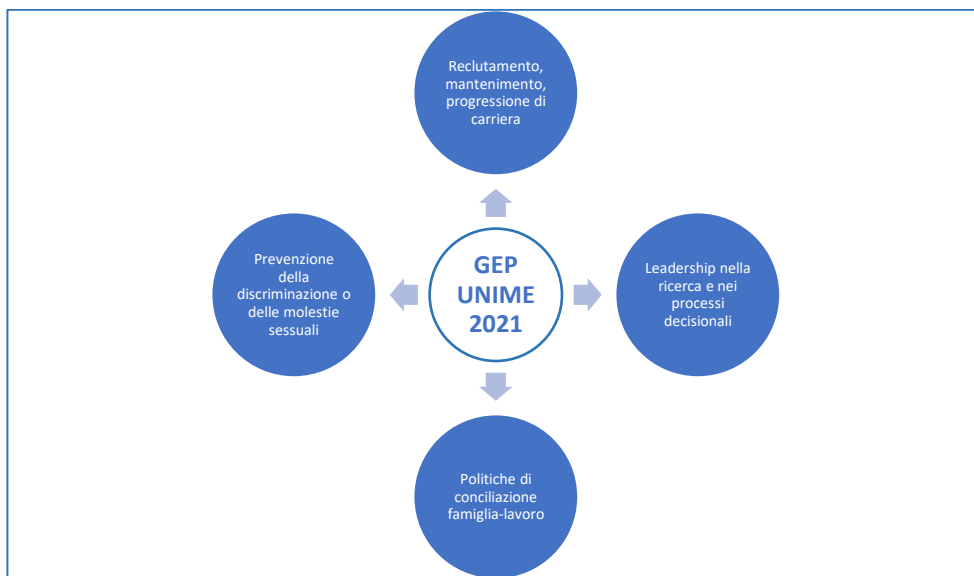 Reclutamento,
mantenimento,
progressione di
carriera
Prevenzione
della
discriminazione o
delle molestie
sessuali
GEP
UNIME
2021
Leadership nella
ricerca e nei
processi
decisionali
Politiche di
conciliazione
famiglia-lavoro